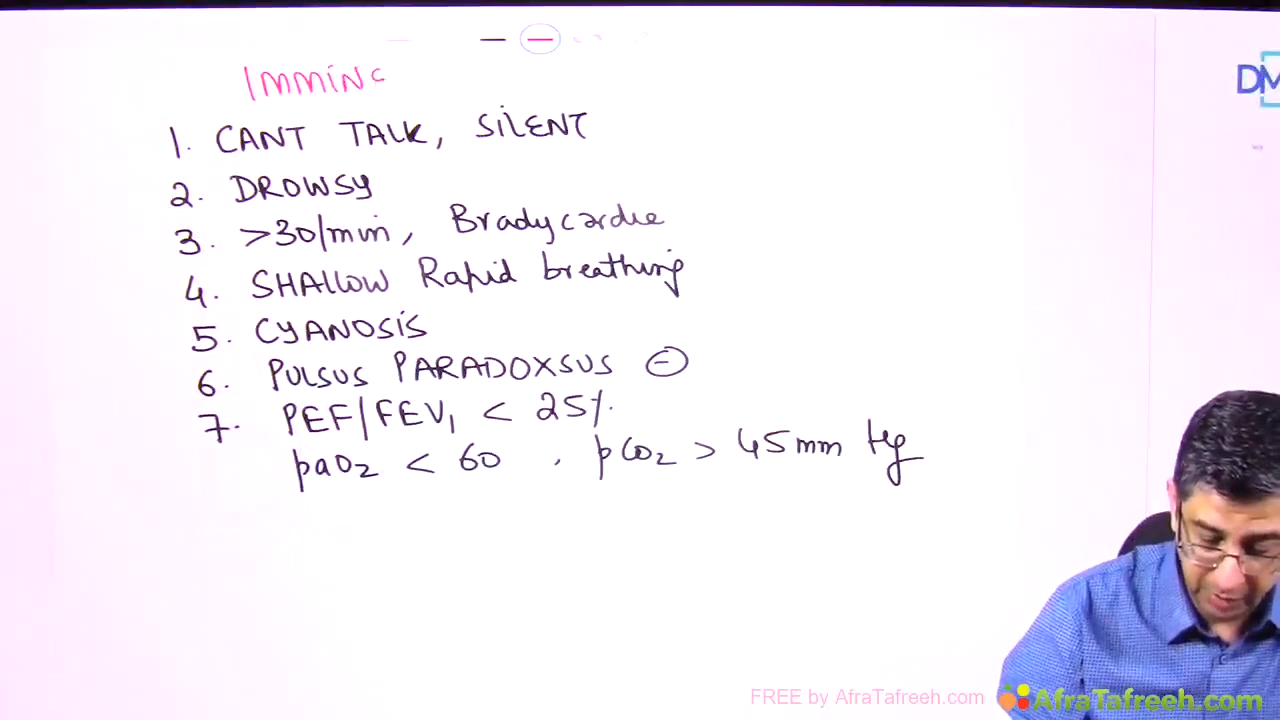 IMMINC
1. CANT TALK, SILENT
2. DROWSY
3. >30/min, Bradycardie
4. SHALLOW Rapid breathing
5. CYANOSIS
6. PULSUS PARADOXSUS ⊖
7. PEF/FEV₁ < 25%.
paO₂ < 60 , pCO₂ > 45mm Hg
DM
FREE by AfraTafreeh.com
AfraTafreeh.com